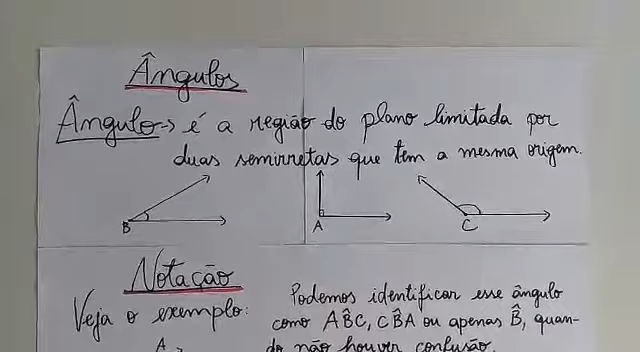 Ângulos
Ângulo → é a região do plano limitada por
duas semirretas que tem a mesma origem.
B
A
C
Notação
Veja o exemplo:
A
Podemos identificar esse ângulo
como AB̂C, CB̂A ou apenas B̂, quan-
do não houver confusão.